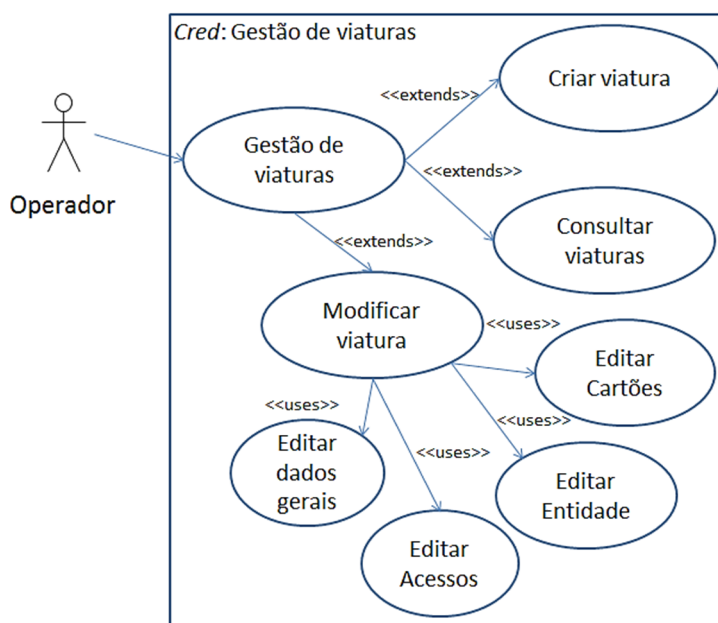 Cred: Gestão de viaturas
Criar viatura
<<extends>>
Gestão de
viaturas
Operador
<<extends>>
Consultar
viaturas
<<extends>>
Modificar
viatura
<<uses>>
Editar
Cartões
<<uses>>
Editar
dados
gerais
<<uses>>
Editar
Entidade
<<uses>>
Editar
Acessos